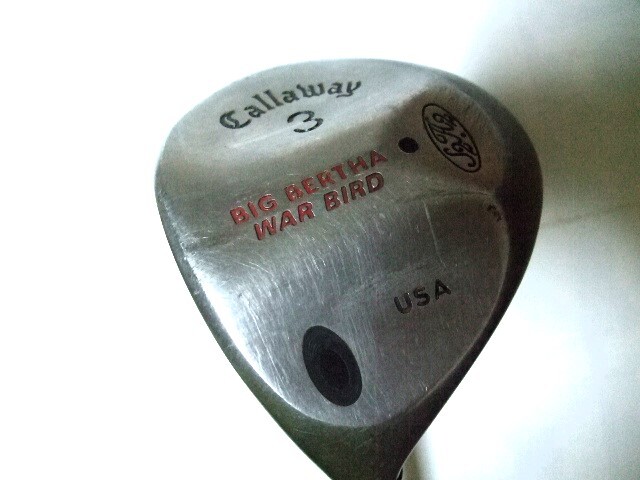 Callaway
3
BIG BERTHA
WAR BIRD
USA